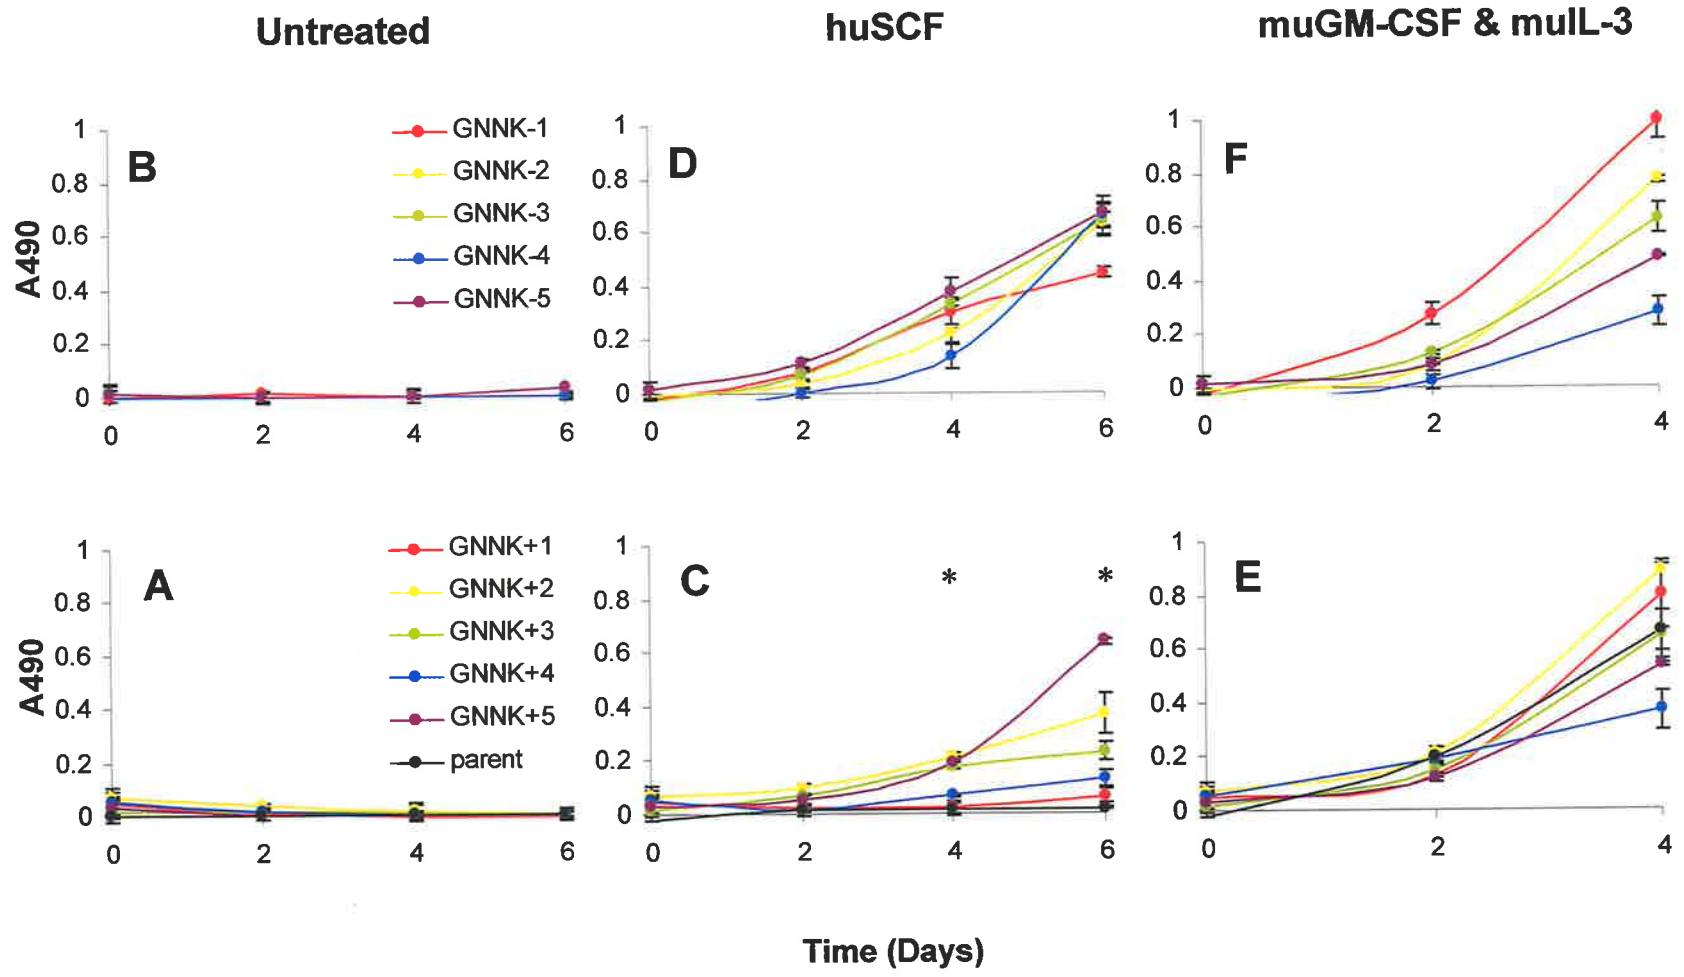 Untreated
huSCF
muGM-CSF & muIL-3
B
1
0.8
0.6
0.4
0.2
0
A490
0
2
4
6
GNNK-1
GNNK-2
GNNK-3
GNNK-4
GNNK-5
D
1
0.8
0.6
0.4
0.2
0
0
2
4
6
F
1
0.8
0.6
0.4
0.2
0
0
2
4
A
1
0.8
0.6
0.4
0.2
0
A490
0
2
4
6
GNNK+1
GNNK+2
GNNK+3
GNNK+4
GNNK+5
parent
C
* *
1
0.8
0.6
0.4
0.2
0
0
2
4
6
E
1
0.8
0.6
0.4
0.2
0
0
2
4
Time (Days)